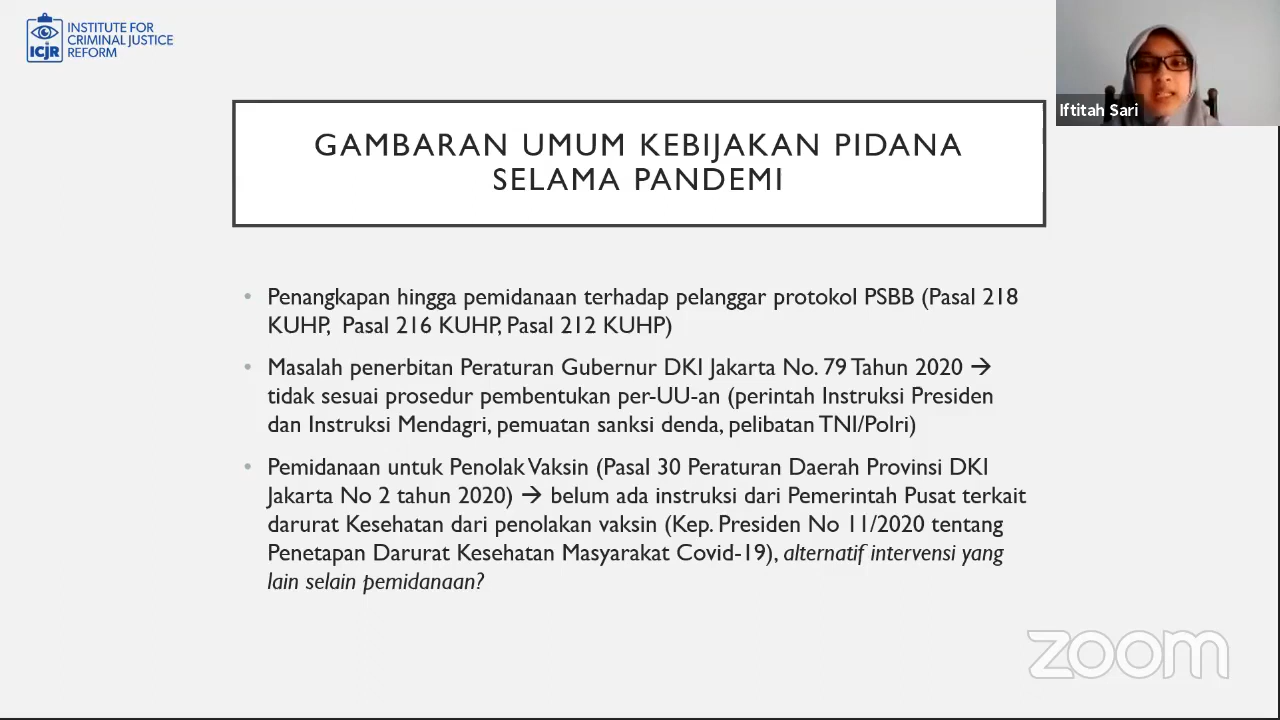 INSTITUTE FOR
CRIMINAL JUSTICE
REFORM
ICJR
Iftitah Sari
GAMBARAN UMUM KEBIJAKAN PIDANA
SELAMA PANDEMI
• Penangkapan hingga pemidanaan terhadap pelanggar protokol PSBB (Pasal 218
KUHP, Pasal 216 KUHP, Pasal 212 KUHP)
• Masalah penerbitan Peraturan Gubernur DKI Jakarta No. 79 Tahun 2020 →
tidak sesuai prosedur pembentukan per-UU-an (perintah Instruksi Presiden
dan Instruksi Mendagri, pemuatan sanksi denda, pelibatan TNI/Polri)
• Pemidanaan untuk Penolak Vaksin (Pasal 30 Peraturan Daerah Provinsi DKI
Jakarta No 2 tahun 2020) → belum ada instruksi dari Pemerintah Pusat terkait
darurat Kesehatan dari penolakan vaksin (Kep. Presiden No 11/2020 tentang
Penetapan Darurat Kesehatan Masyarakat Covid-19), alternatif intervensi yang
lain selain pemidanaan?
zoom